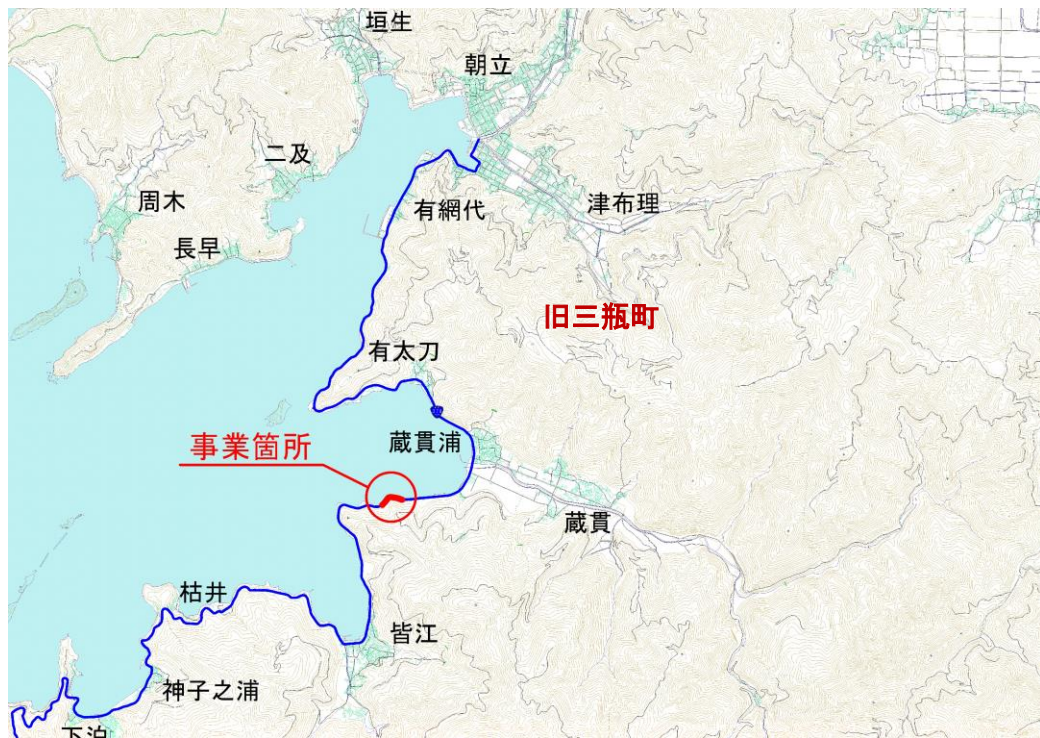 垣生
朝立
二及
周木
有網代
津布理
長早
旧三瓶町
有太刀
事業箇所
蔵貫浦
蔵貫
枯井
皆江
神子之浦
下泊